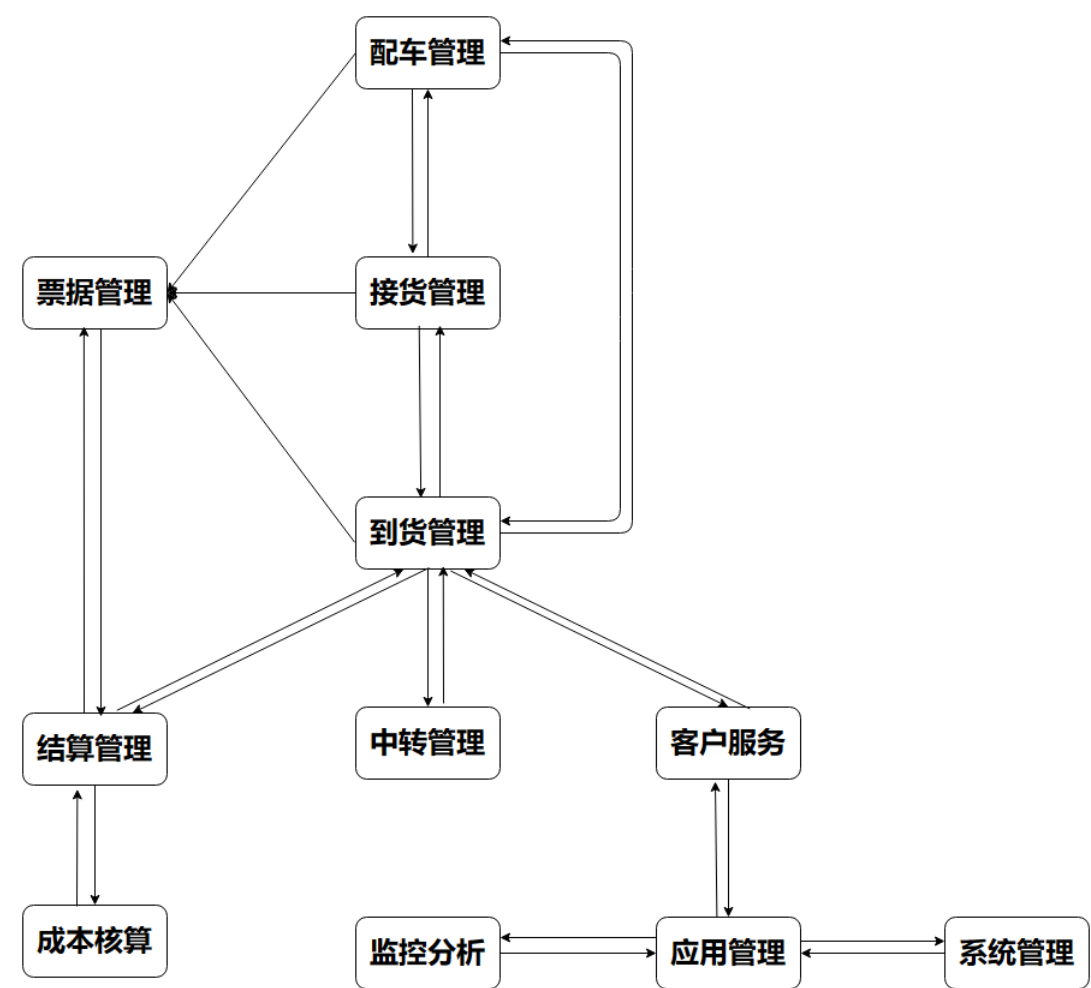 配车管理
票据管理
接货管理
到货管理
结算管理
中转管理
客户服务
成本核算
监控分析
应用管理
系统管理